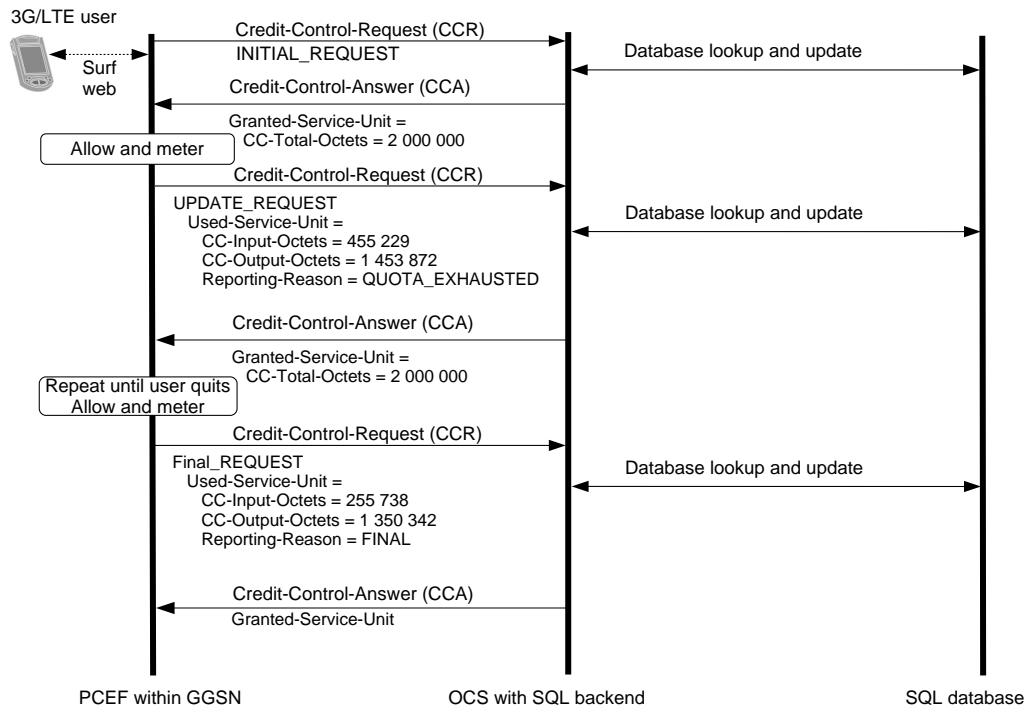 3G/LTE user
Surf
web
Credit-Control-Request (CCR)
INITIAL_REQUEST
Database lookup and update
Credit-Control-Answer (CCA)
Granted-Service-Unit =
CC-Total-Octets = 2 000 000
Allow and meter
Credit-Control-Request (CCR)
UPDATE_REQUEST
Used-Service-Unit =
CC-Input-Octets = 455 229
CC-Output-Octets = 1 453 872
Reporting-Reason = QUOTA_EXHAUSTED
Database lookup and update
Credit-Control-Answer (CCA)
Granted-Service-Unit =
CC-Total-Octets = 2 000 000
Repeat until user quits
Allow and meter
Credit-Control-Request (CCR)
Final_REQUEST
Used-Service-Unit =
CC-Input-Octets = 255 738
CC-Output-Octets = 1 350 342
Reporting-Reason = FINAL
Database lookup and update
Credit-Control-Answer (CCA)
Granted-Service-Unit
PCEF within GGSN
OCS with SQL backend
SQL database